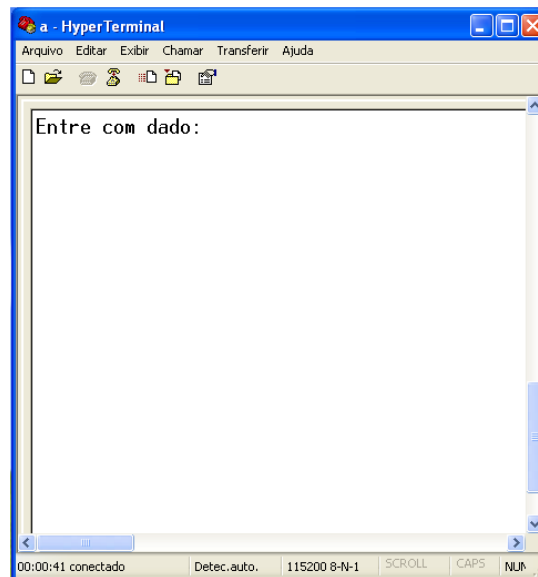 a - HyperTerminal
Arquivo Editar Exibir Chamar Transferir Ajuda
Entre com dado:
00:00:41 conectado Detec.auto. 115200 8-N-1 SCROLL CAPS NUM